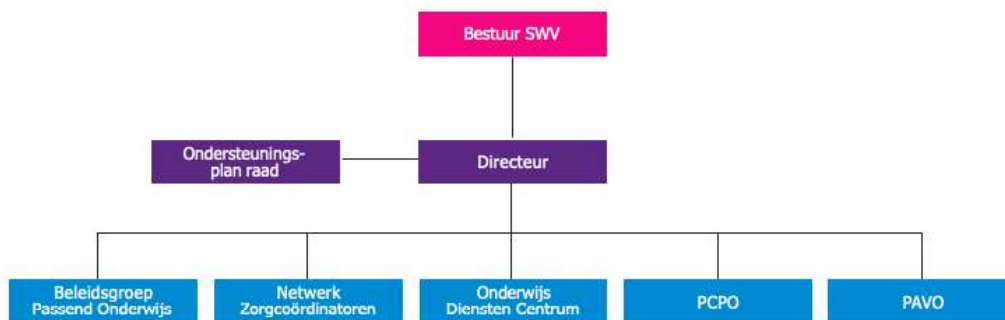 Bestuur SWV
Ondersteunings-
plan raad
Directeur
Beleidsgroep
Passend Onderwijs
Netwerk
Zorgcoördinatoren
Onderwijs
Diensten Centrum
PCPO
PAVO